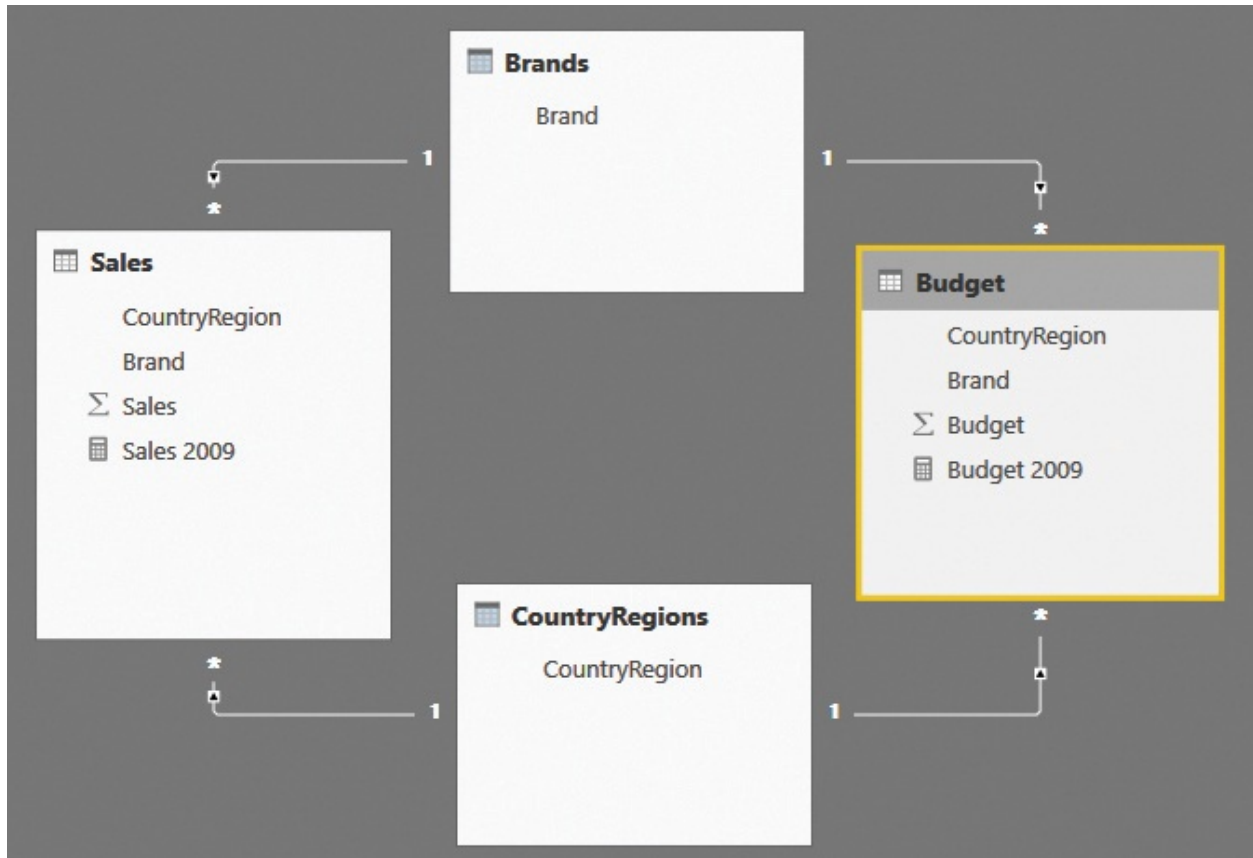 Brands
Brand
1
1
*
*
Sales
CountryRegion
Brand
Σ Sales
Sales 2009
Budget
CountryRegion
Brand
Σ Budget
Budget 2009
CountryRegions
CountryRegion
*
*
1
1